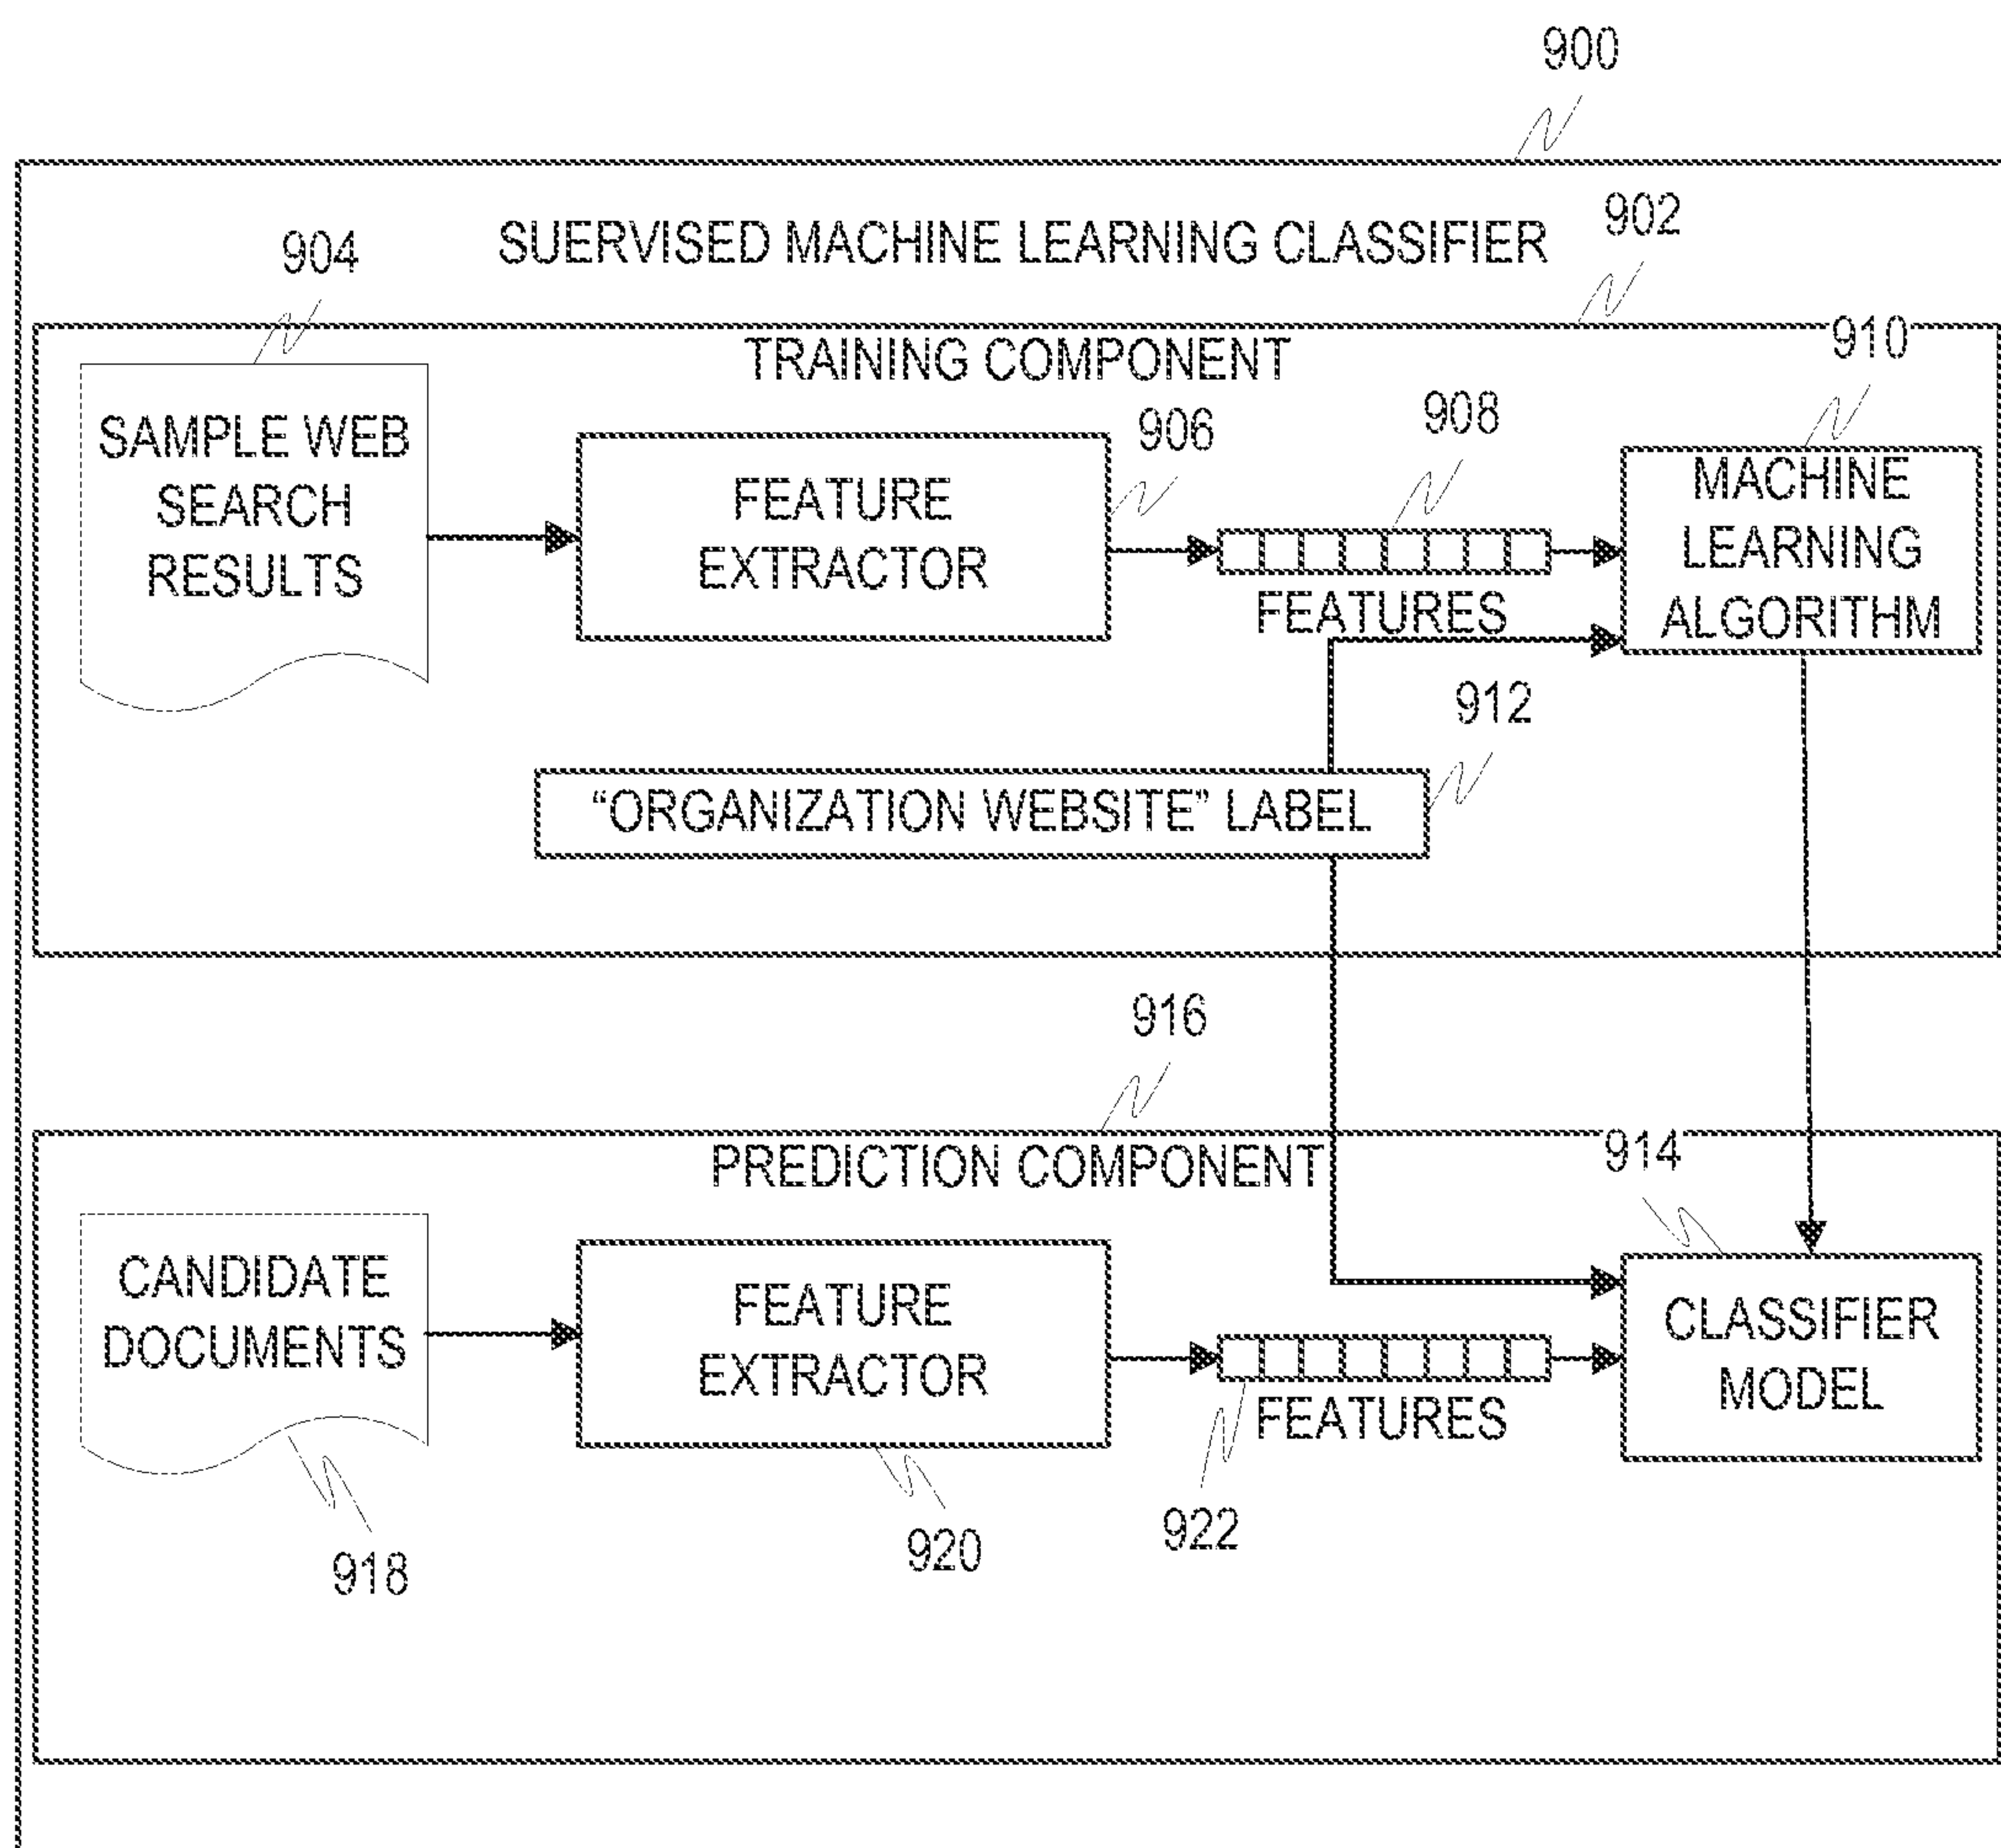 900
902
SUERVISED MACHINE LEARNING CLASSIFIER
904
TRAINING COMPONENT
910
SAMPLE WEB
SEARCH
RESULTS
FEATURE
EXTRACTOR
906
908
FEATURES
MACHINE
LEARNING
ALGORITHM
912
“ORGANIZATION WEBSITE” LABEL
916
PREDICTION COMPONENT
914
CANDIDATE
DOCUMENTS
FEATURE
EXTRACTOR
FEATURES
CLASSIFIER
MODEL
918
920
922